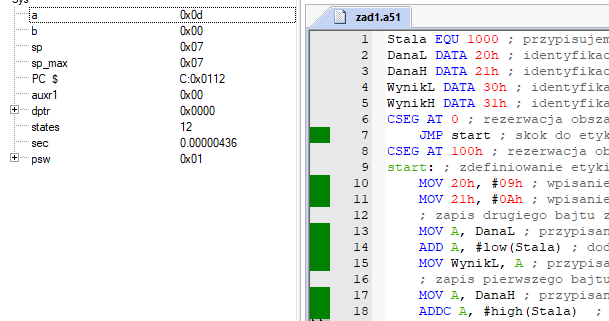 Sys
a 0x0d
b 0x00
sp 0x07
sp_max 0x07
PC $ C:0x0112
auxr1 0x00
dptr 0x0000
states 12
sec 0.00000436
psw 0x01
zad1.a51
1 Stala EQU 1000 ; przypisujem
2 DanaL DATA 20h ; identyfikac
3 DanaH DATA 21h ; identyfikac
4 WynikL DATA 30h ; identyfika
5 WynikH DATA 31h ; identyfika
6 CSEG AT 0 ; rezerwacja obsza
7 JMP start ; skok do etyk
8 CSEG AT 100h ; rezerwacja ob
9 start: ; zdefiniowanie etyki
10 MOV 20h, #09h ; wpisanie
11 MOV 21h, #0Ah ; wpisanie
12 ; zapis drugiego bajtu z
13 MOV A, DanaL ; przypisan
14 ADD A, #low(Stala) ; dod
15 MOV WynikL, A ; przypisa
16 ; zapis pierwszego bajtu
17 MOV A, DanaH ; przypisan
18 ADDC A, #high(Stala) ;